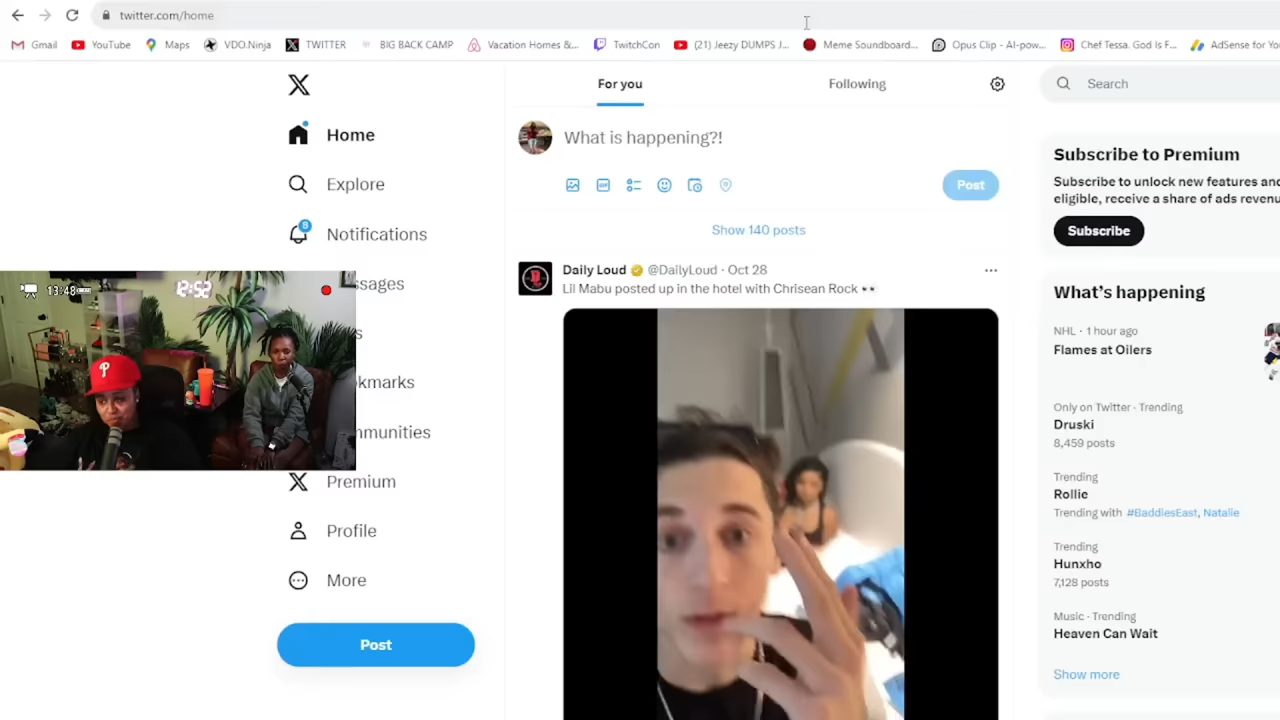 twitter.com/home
Gmail
YouTube
Maps
VDO.Ninja
TWITTER
BIG BACK CAMP
Vacation Homes &...
TwitchCon
(21) Jeezy DUMPS J...
Meme Soundboard...
Opus Clip - AI-pow...
Chef Tessa. God Is F...
AdSense for Yo
For you
Following
Search
Home
Explore
8
Notifications
ssages
s
kmarks
mmunities
Premium
Profile
More
Post
13:48
12:52
P
What is happening?!
Post
Show 140 posts
Daily Loud @DailyLoud · Oct 28
Lil Mabu posted up in the hotel with Chrisean Rock 👀
Subscribe to Premium
Subscribe to unlock new features and
eligible, receive a share of ads revenu
Subscribe
What's happening
NHL · 1 hour ago
Flames at Oilers
Only on Twitter · Trending
Druski
8,459 posts
Trending
Rollie
Trending with #BaddiesEast, Natalie
Trending
Hunxho
7,128 posts
Music · Trending
Heaven Can Wait
Show more